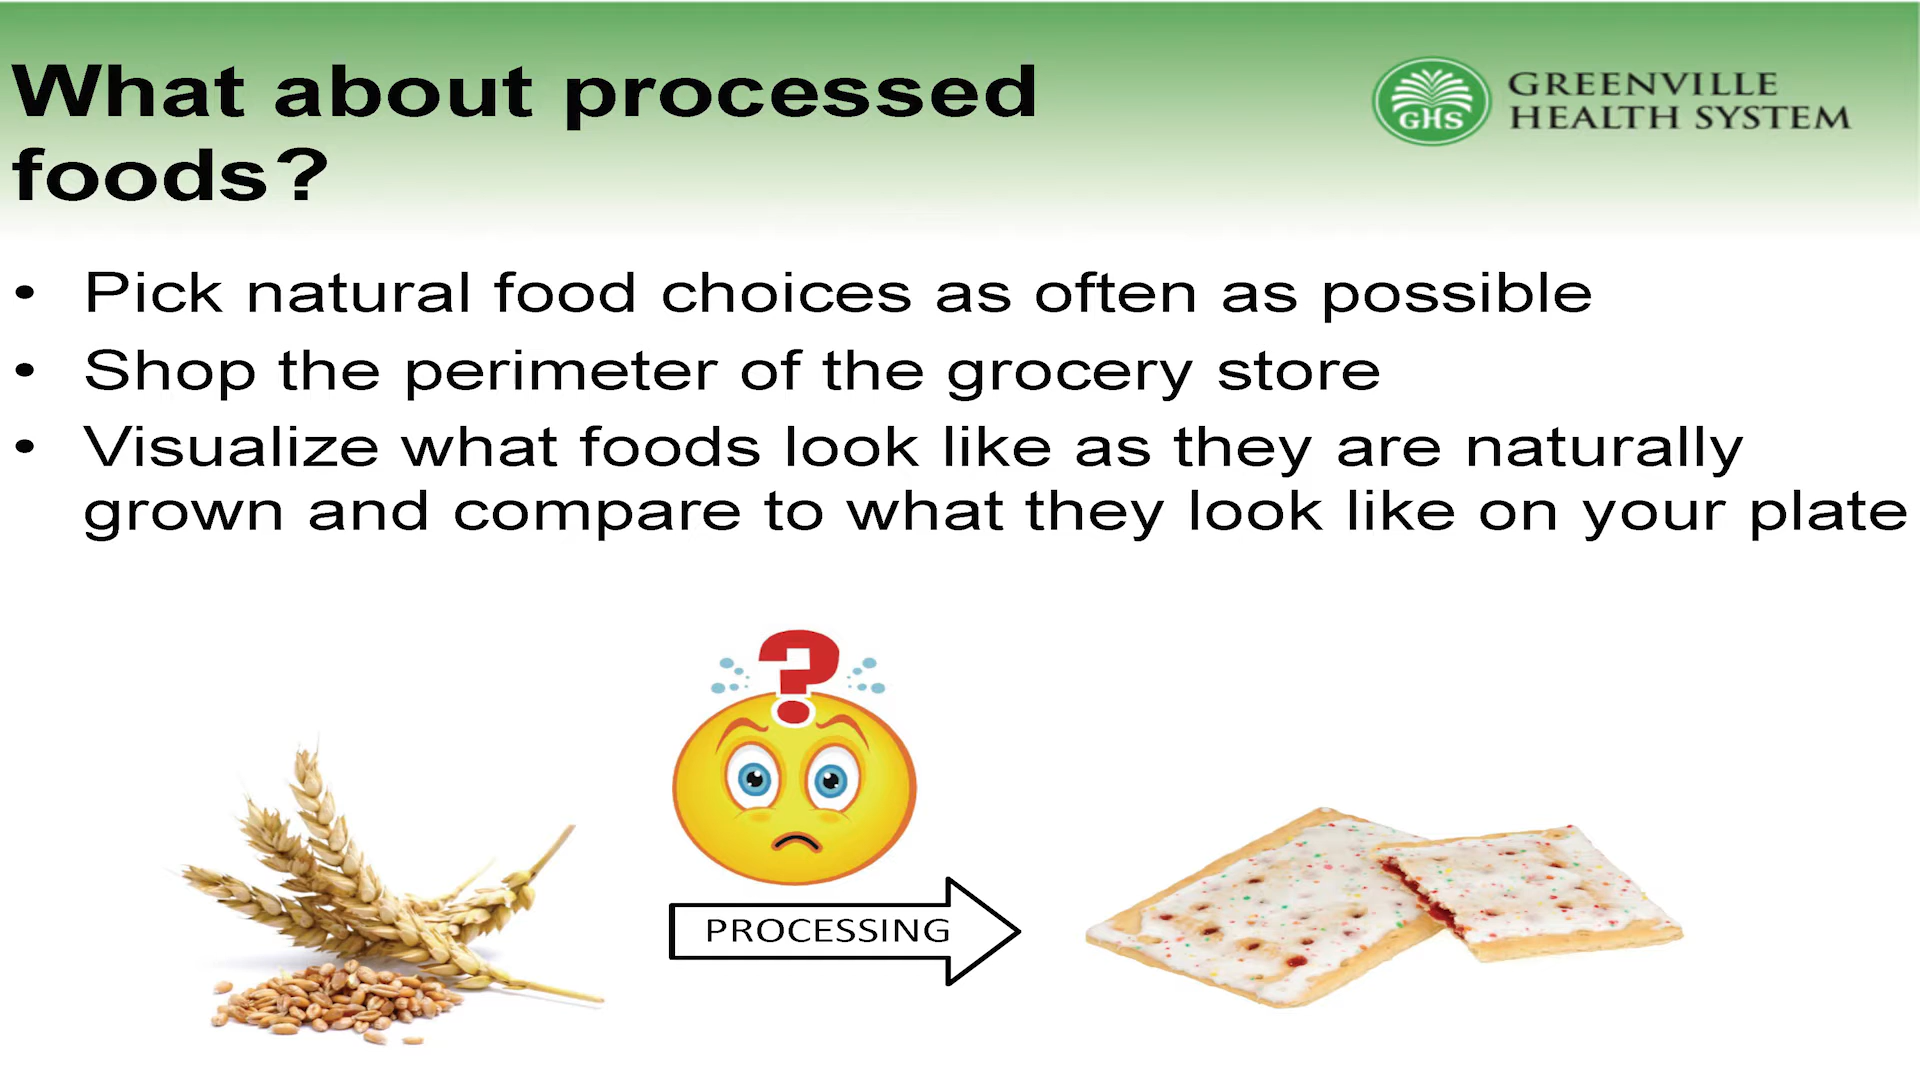 What about processed
foods?
GREENVILLE
HEALTH SYSTEM
GHS
• Pick natural food choices as often as possible
• Shop the perimeter of the grocery store
• Visualize what foods look like as they are naturally
grown and compare to what they look like on your plate
?
PROCESSING